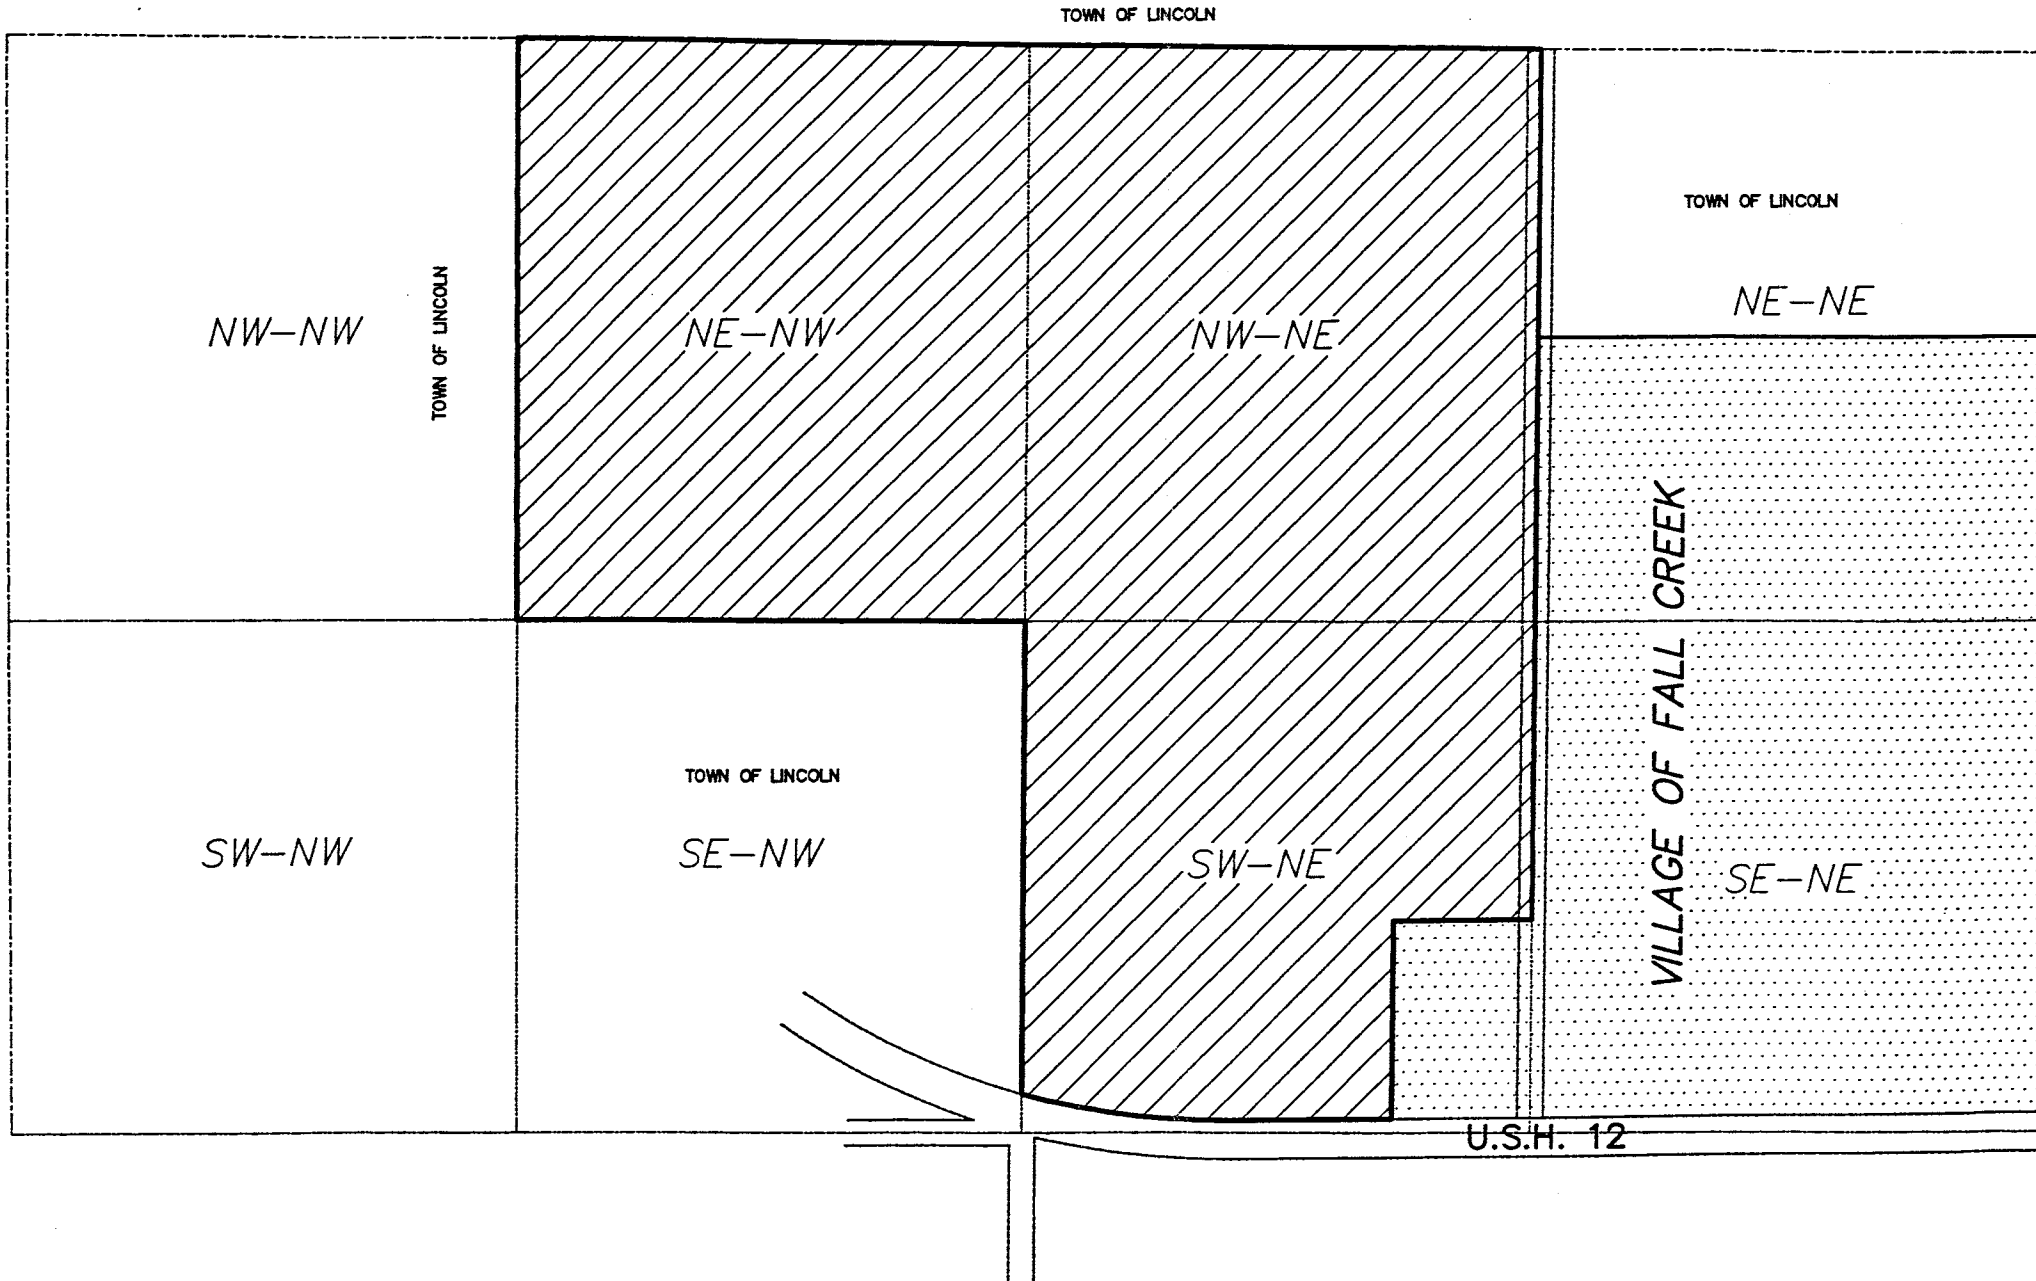 TOWN OF LINCOLN
TOWN OF LINCOLN
NE-NE
NW-NW
TOWN OF LINCOLN
NE-NW
NW-NE
VILLAGE OF FALL CREEK
TOWN OF LINCOLN
SW-NW
SE-NW
SW-NE
SE-NE
U.S.H. 12